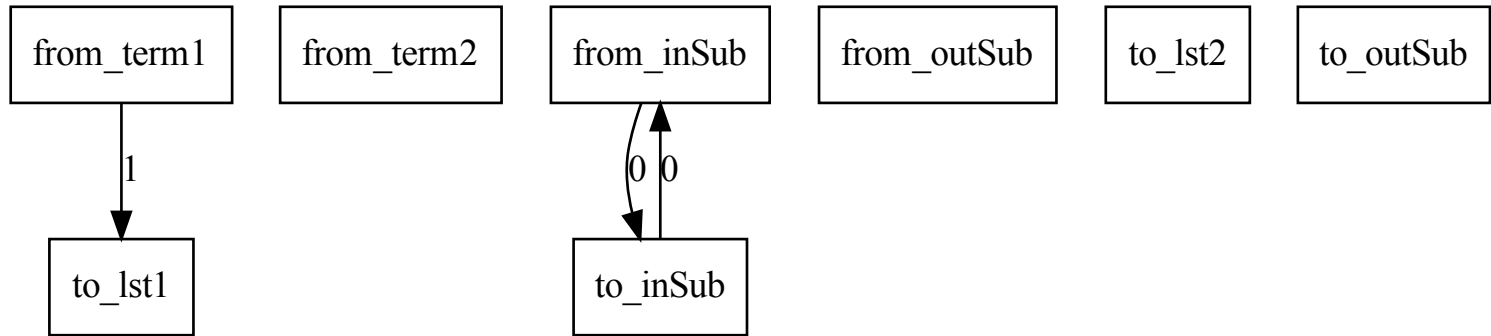 from_term1
from_term2
from_inSub
from_outSub
to_lst2
to_outSub
1
0
0
to_lst1
to_inSub